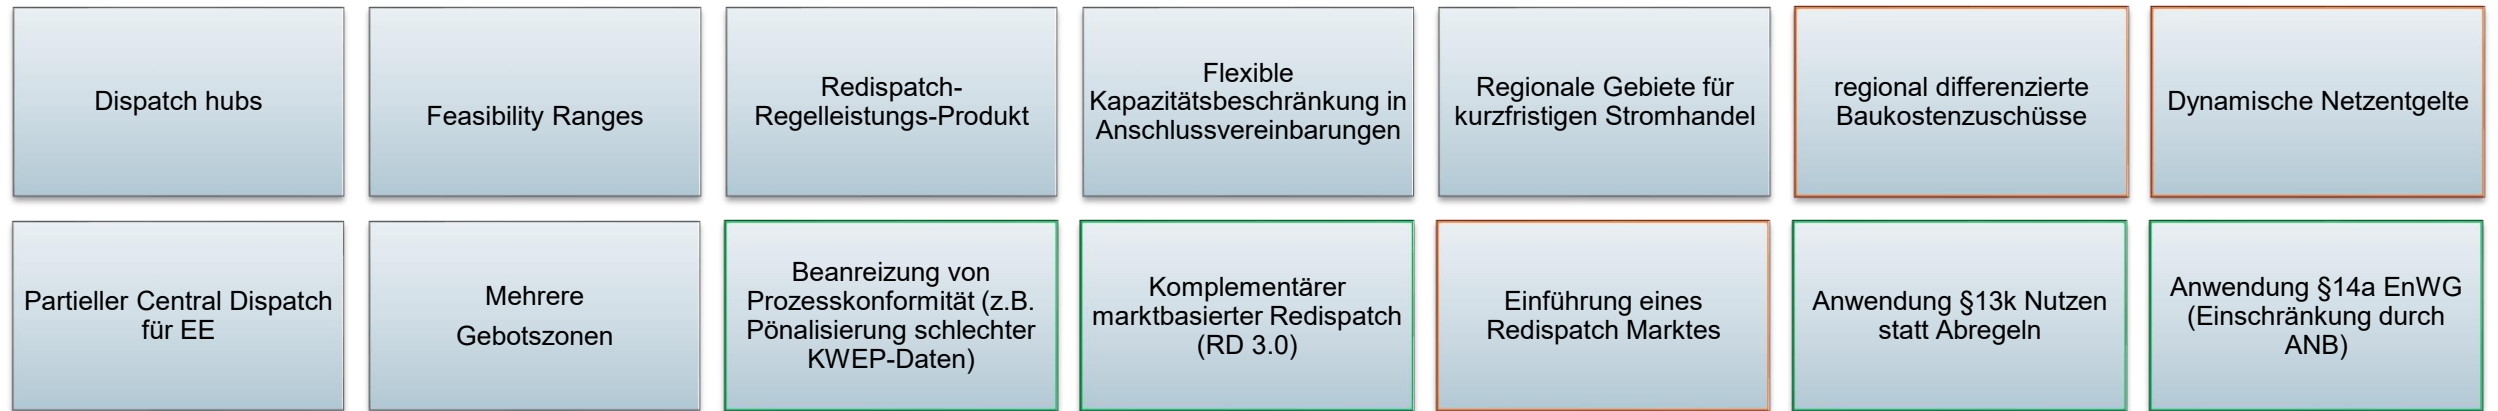 Dispatch hubs
Feasibility Ranges
Redispatch-
Regelleistungs-Produkt
Flexible
Kapazitätsbeschränkung in
Anschlussvereinbarungen
Regionale Gebiete für
kurzfristigen Stromhandel
regional differenzierte
Baukostenzuschüsse
Dynamische Netzentgelte
Partieller Central Dispatch
für EE
Mehrere
Gebotszonen
Beanreizung von
Prozesskonformität (z.B.
Pönalisierung schlechter
KWEP-Daten)
Komplementärer
marktbasierter Redispatch
(RD 3.0)
Einführung eines
Redispatch Marktes
Anwendung §13k Nutzen
statt Abregeln
Anwendung §14a EnWG
(Einschränkung durch
ANB)